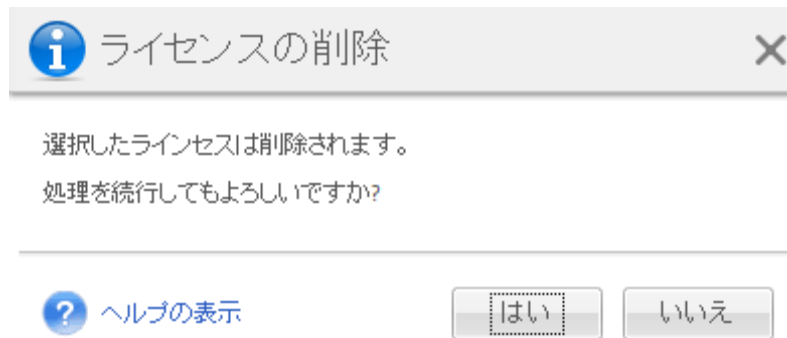 ライセンスの削除
選択したラインセスは削除されます。
処理を続行してもよろしいですか?
ヘルプの表示
はい
いいえ